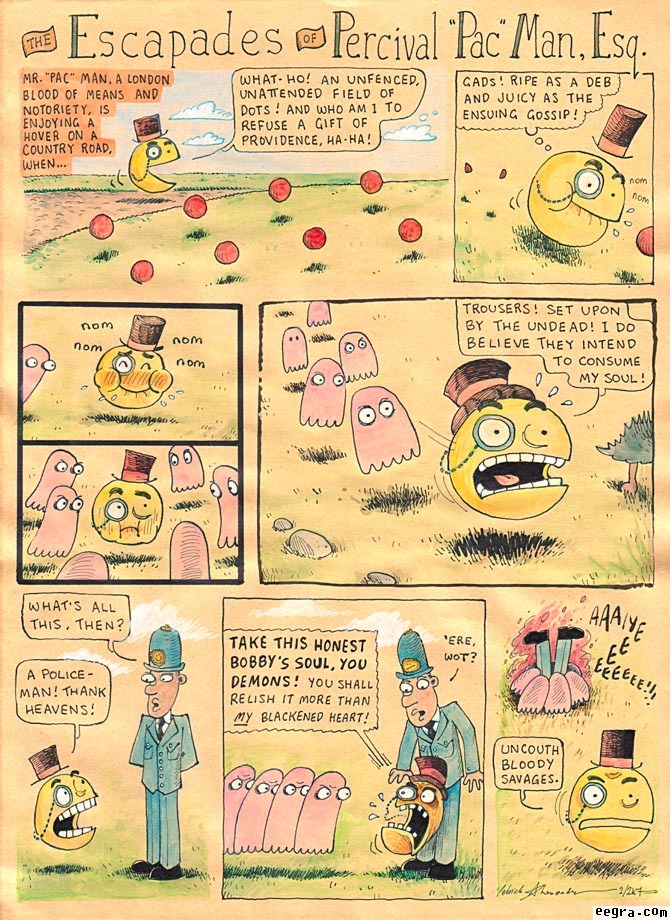 THE Escapades OF Percival "Pac" Man, Esq.
MR. "PAC" MAN, A LONDON
BLOOD OF MEANS AND
NOTORIETY, IS
ENJOYING A
HOVER ON A
COUNTRY ROAD,
WHEN...
WHAT-HO! AN UNFENCED,
UNATTENDED FIELD OF
DOTS! AND WHO AM I TO
REFUSE A GIFT OF
PROVIDENCE, HA-HA!
GADS! RIPE AS A DEB
AND JUICY AS THE
ENSUING GOSSIP!
nom
nom
nom
nom
nom
nom
TROUSERS! SET UPON
BY THE UNDEAD! I DO
BELIEVE THEY INTEND
TO CONSUME
MY SOUL!
WHAT'S ALL
THIS, THEN?
A POLICE-
MAN! THANK
HEAVENS!
TAKE THIS HONEST
BOBBY'S SOUL, YOU
DEMONS! YOU SHALL
RELISH IT MORE THAN
MY BLACKENED HEART!
'ERE,
WOT?
AAAIYE
EE
EEEEEEE!!!
UNCOUTH
BLOODY
SAVAGES.
eegra.com